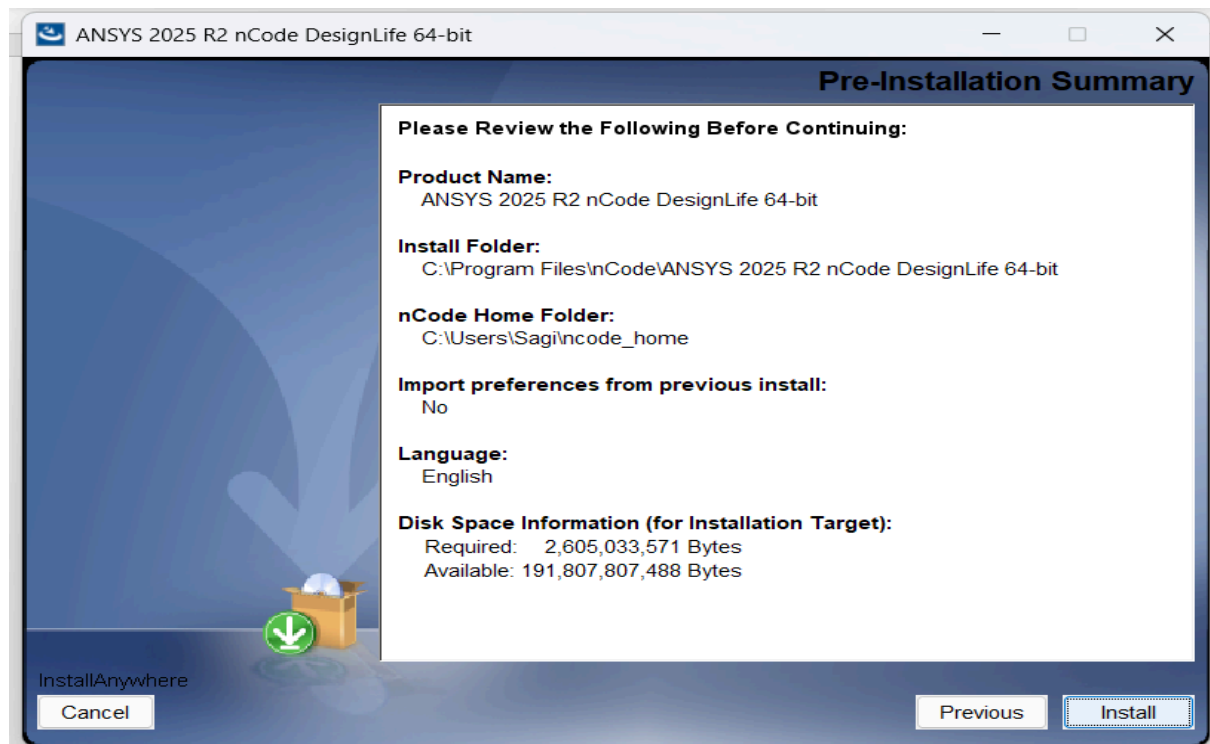 ANSYS 2025 R2 nCode DesignLife 64-bit
Pre-Installation Summary
Please Review the Following Before Continuing:
Product Name:
ANSYS 2025 R2 nCode DesignLife 64-bit
Install Folder:
C:\Program Files\nCode\ANSYS 2025 R2 nCode DesignLife 64-bit
nCode Home Folder:
C:\Users\Sagi\ncode_home
Import preferences from previous install:
No
Language:
English
Disk Space Information (for Installation Target):
Required: 2,605,033,571 Bytes
Available: 191,807,807,488 Bytes
InstallAnywhere
Cancel Previous Install